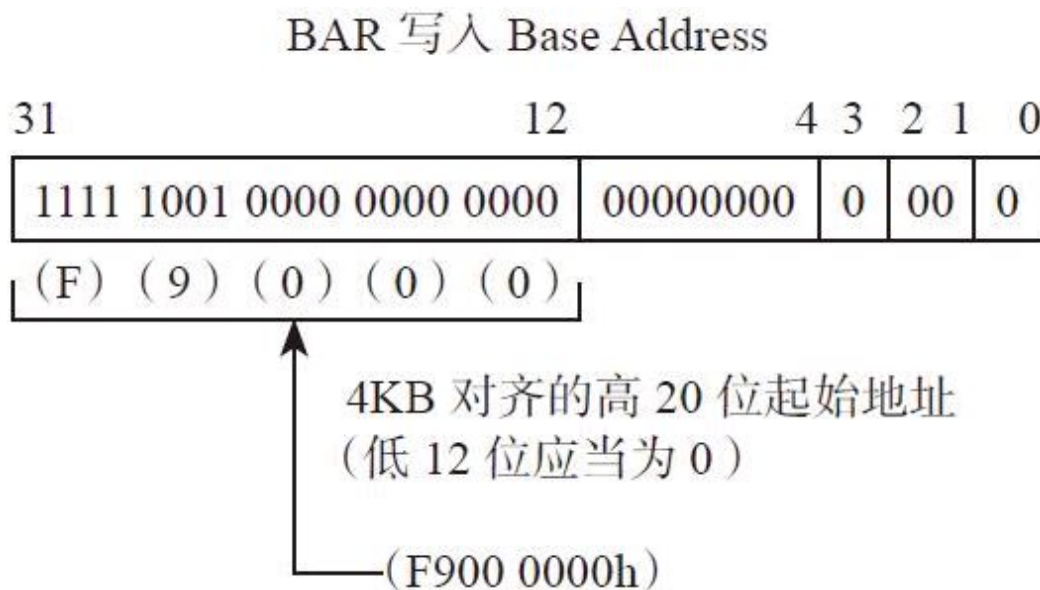 BAR 写入 Base Address
31 12 4 3 2 1 0
1111 1001 0000 0000 0000 00000000 0 00 0
（F）（9）（0）（0）（0）
4KB 对齐的高 20 位起始地址
（低 12 位应当为 0）
（F900 0000h）